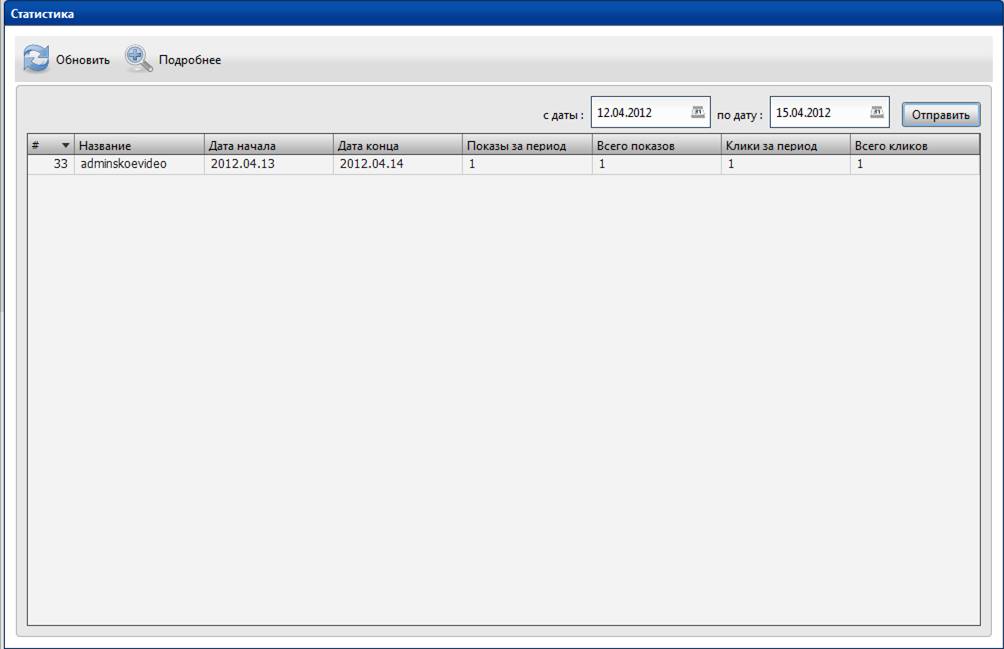 Статистика
Обновить Подробнее
с даты : 12.04.2012 по дату : 15.04.2012 Отправить
# Название Дата начала Дата конца Показы за период Всего показов Клики за период Всего кликов
33 adminskoevideo 2012.04.13 2012.04.14 1 1 1 1